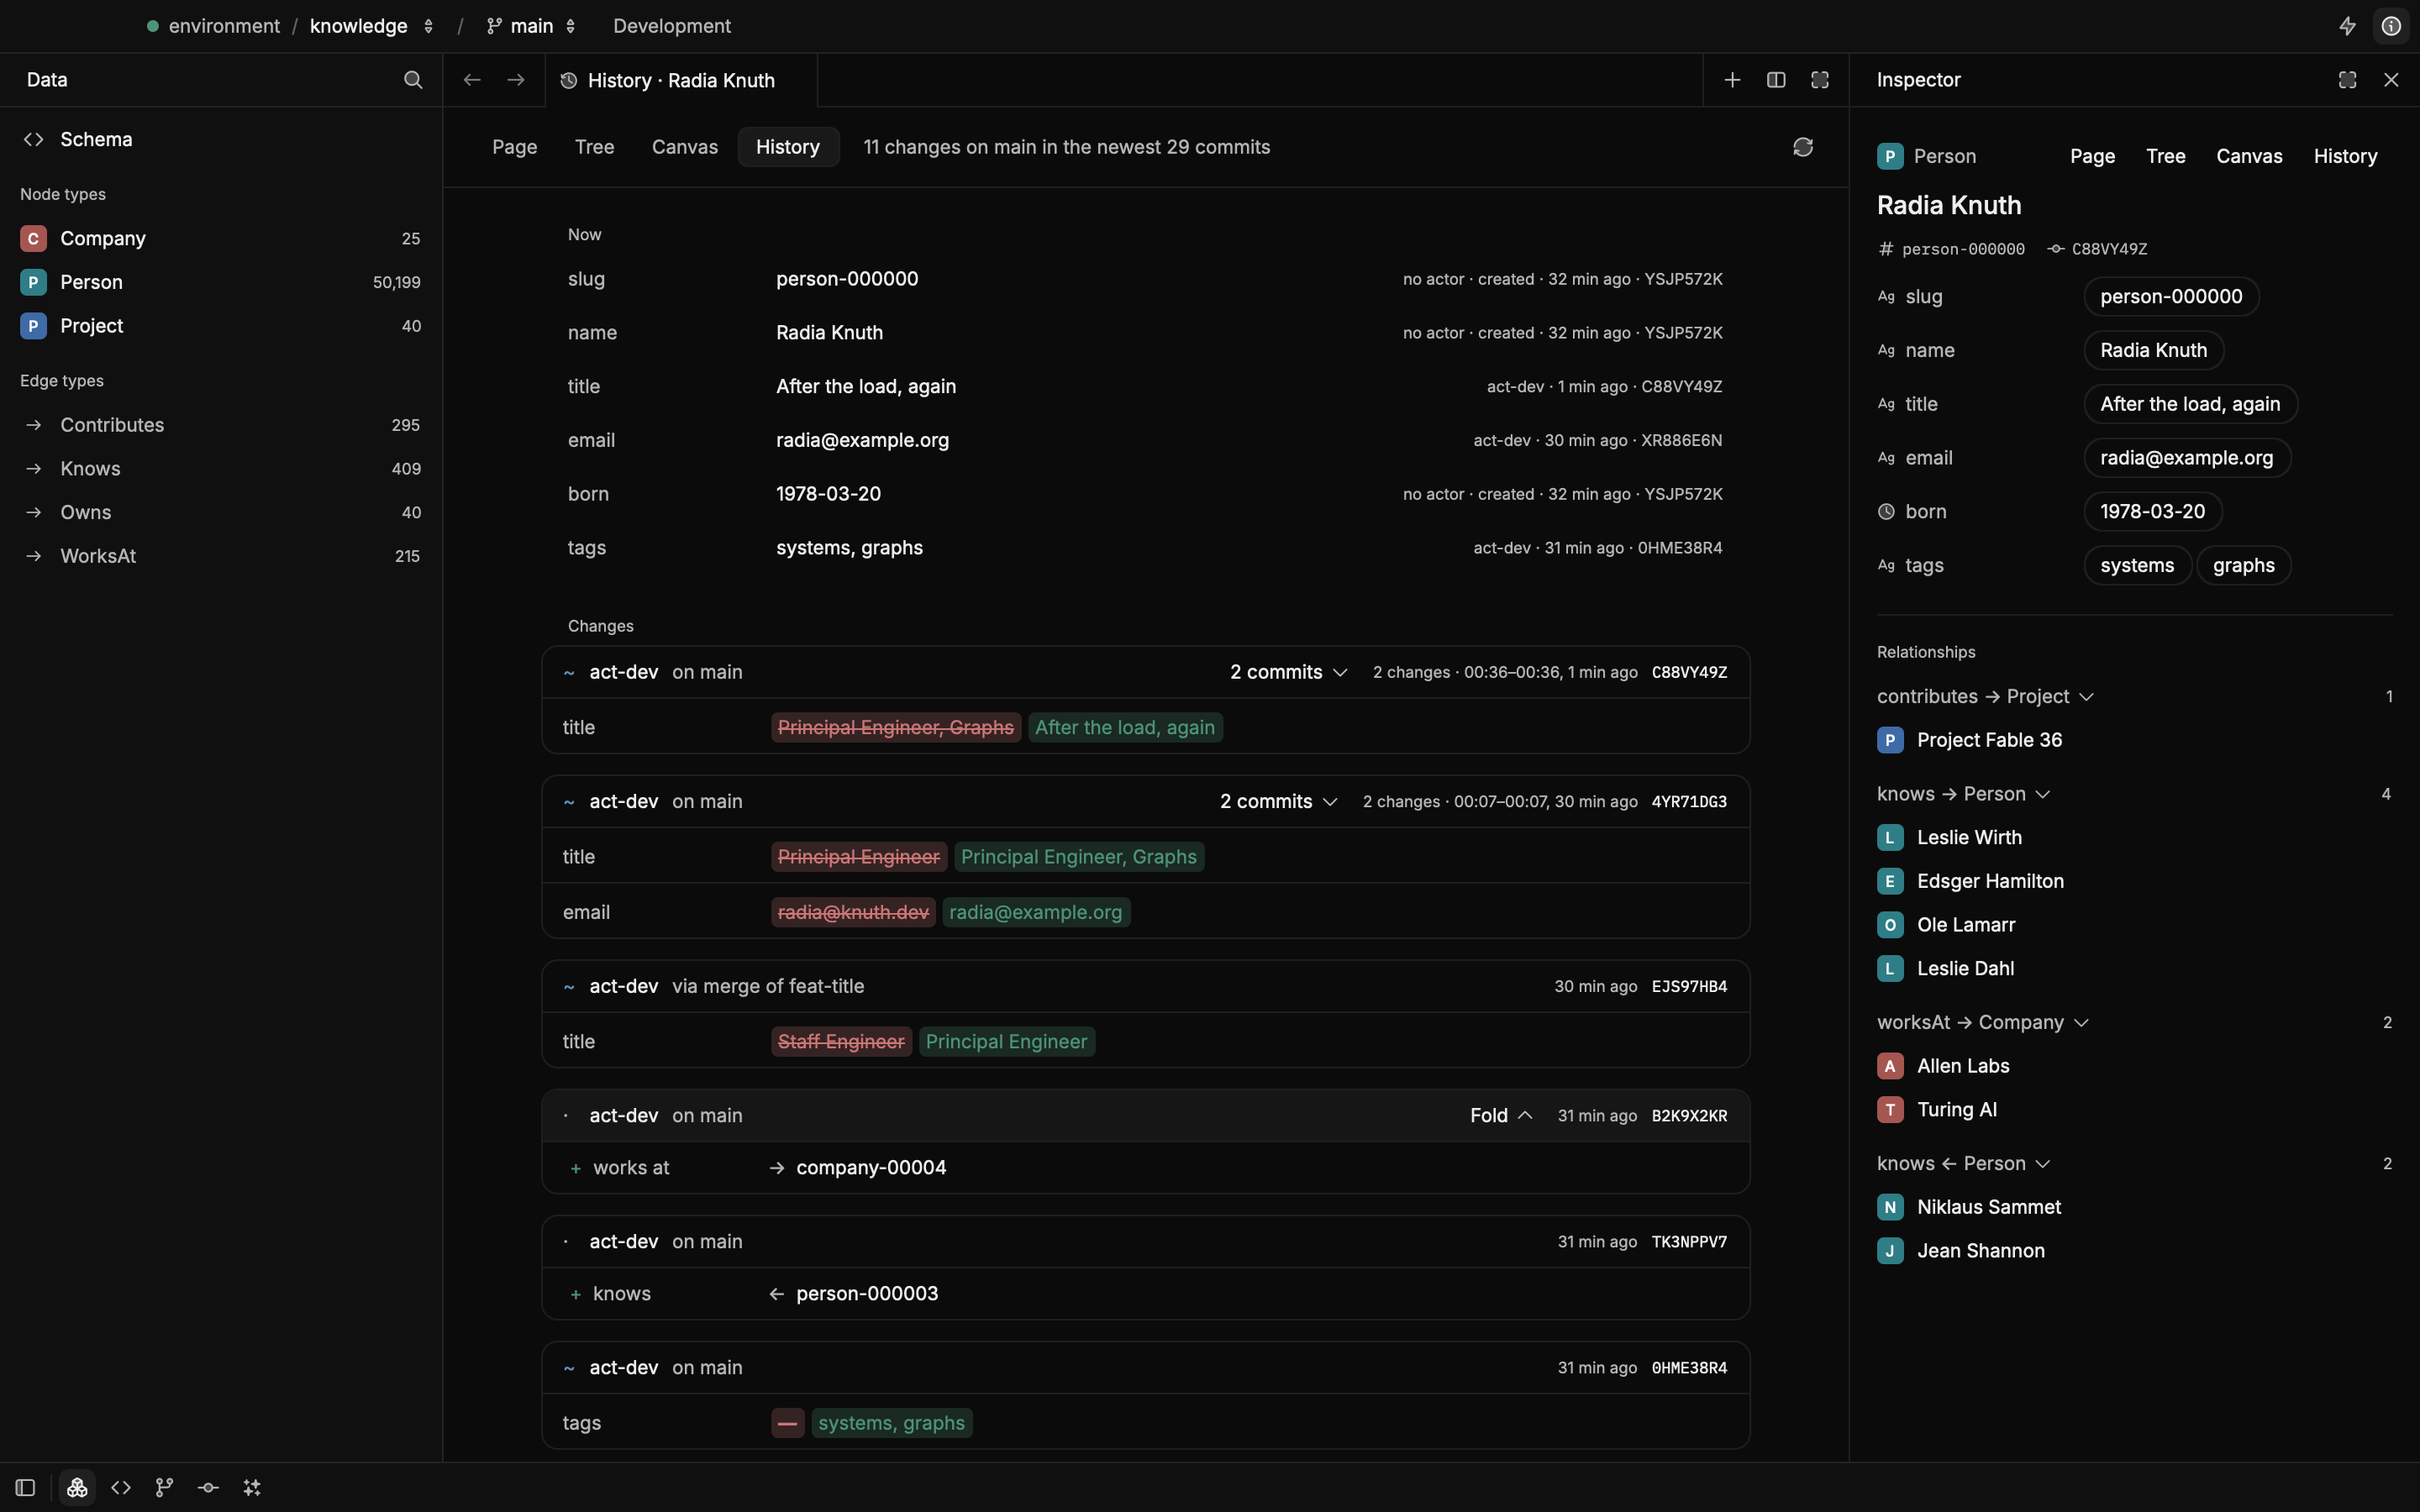 environment / knowledge / main Development
Data
Schema
Node types
C Company 25
P Person 50,199
P Project 40
Edge types
Contributes 295
Knows 409
Owns 40
WorksAt 215
History · Radia Knuth
Page Tree Canvas History 11 changes on main in the newest 29 commits
Now
slug person-000000 no actor · created · 32 min ago · YSJP572K
name Radia Knuth no actor · created · 32 min ago · YSJP572K
title After the load, again act-dev · 1 min ago · C88VY49Z
email radia@example.org act-dev · 30 min ago · XR886E6N
born 1978-03-20 no actor · created · 32 min ago · YSJP572K
tags systems, graphs act-dev · 31 min ago · 0HME38R4
Changes
~ act-dev on main 2 commits 2 changes · 00:36–00:36, 1 min ago C88VY49Z
title Principal Engineer, Graphs After the load, again
~ act-dev on main 2 commits 2 changes · 00:07–00:07, 30 min ago 4YR71DG3
title Principal Engineer Principal Engineer, Graphs
email radia@knuth.dev radia@example.org
~ act-dev via merge of feat-title 30 min ago EJS97HB4
title Staff Engineer Principal Engineer
· act-dev on main Fold 31 min ago B2K9X2KR
+ works at → company-00004
· act-dev on main 31 min ago TK3NPPV7
+ knows ← person-000003
~ act-dev on main 31 min ago 0HME38R4
tags — systems, graphs
Inspector
P Person Page Tree Canvas History
Radia Knuth
# person-000000 C88VY49Z
Ag slug person-000000
Ag name Radia Knuth
Ag title After the load, again
Ag email radia@example.org
born 1978-03-20
Ag tags systems graphs
Relationships
contributes → Project 1
P Project Fable 36
knows → Person 4
L Leslie Wirth
E Edsger Hamilton
O Ole Lamarr
L Leslie Dahl
worksAt → Company 2
A Allen Labs
T Turing AI
knows ← Person 2
N Niklaus Sammet
J Jean Shannon